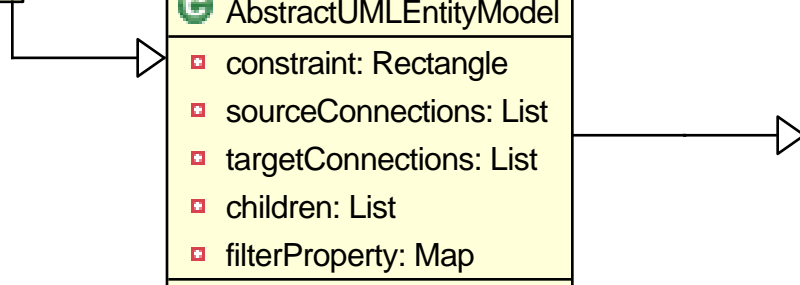 AbstractUMLEntityModel
constraint: Rectangle
sourceConnections: List
targetConnections: List
children: List
filterProperty: Map